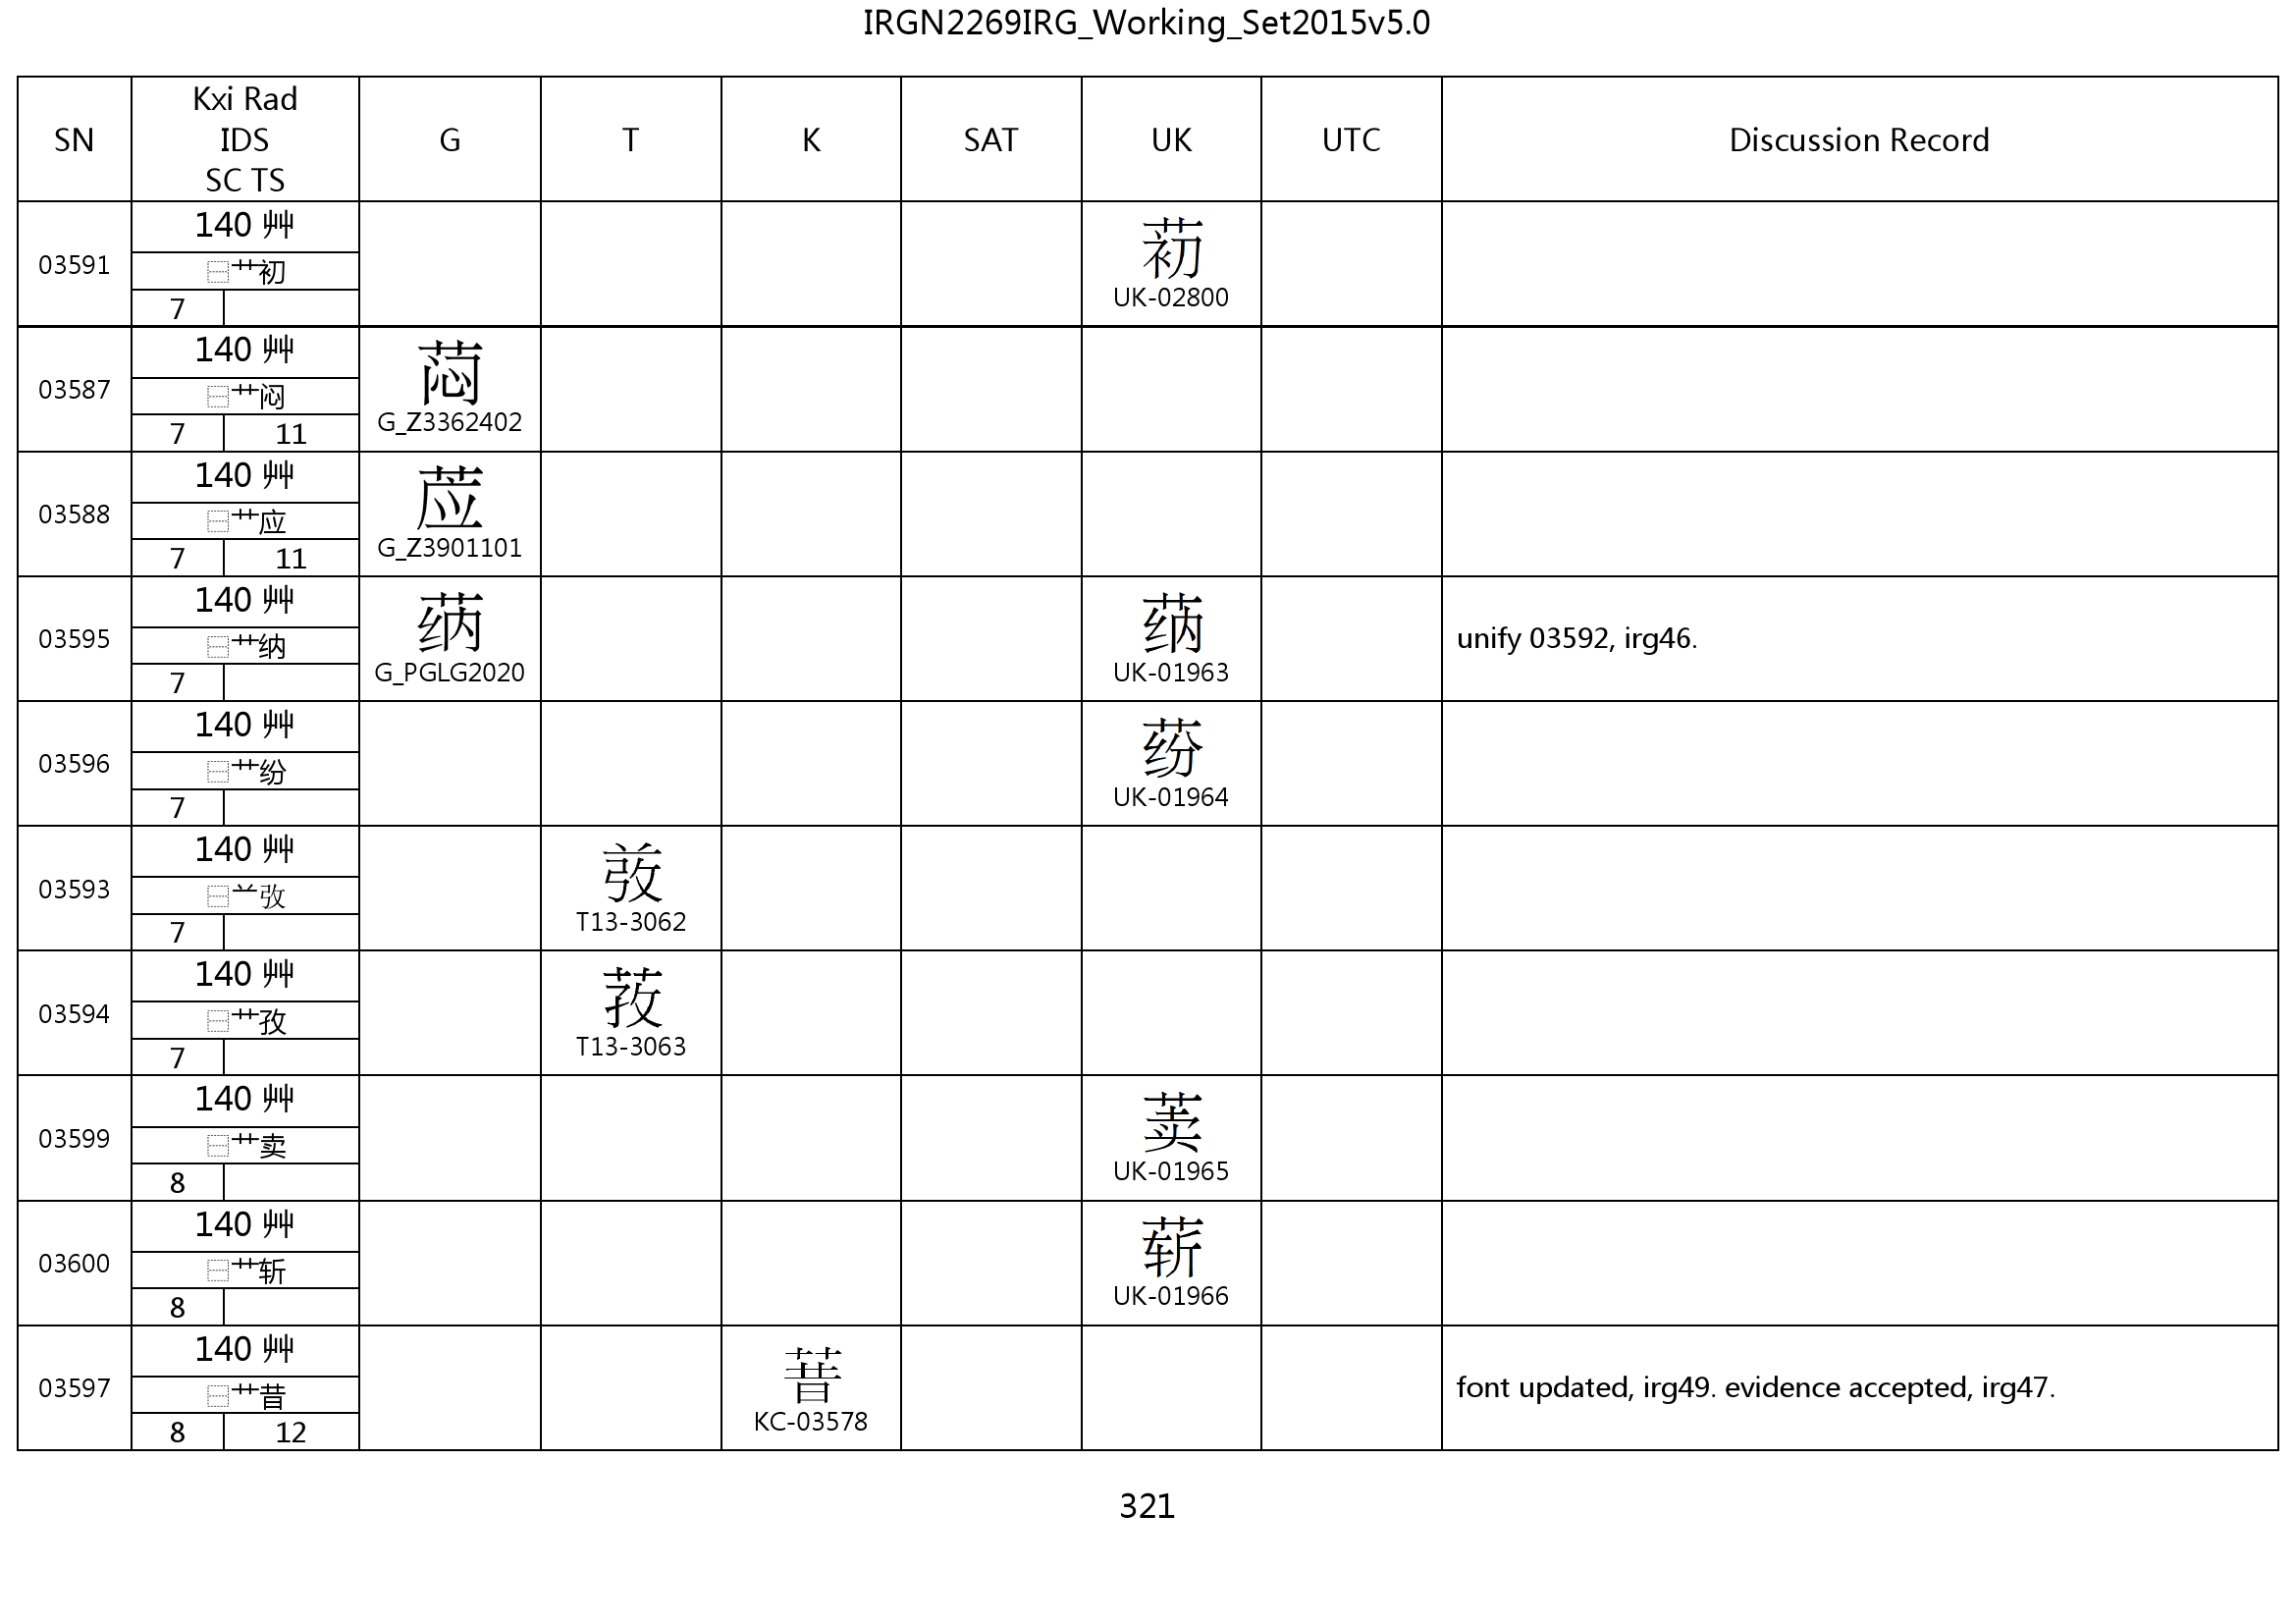 IRGN2269IRG_Working_Set2015v5.0
SN
Kxi Rad
IDS
SC TS
G
T
K
SAT
UK
UTC
Discussion Record
03591
140 艸
⿱艹初
7
UK-02800
03587
140 艸
⿱艹闷
7 11
G_Z3362402
03588
140 艸
⿱艹应
7 11
G_Z3901101
03595
140 艸
⿱艹纳
7
G_PGLG2020
UK-01963
unify 03592, irg46.
03596
140 艸
⿱艹纷
7
UK-01964
03593
140 艸
⿱䒑弢
7
T13-3062
03594
140 艸
⿱艹孜
7
T13-3063
03599
140 艸
⿱艹卖
8
UK-01965
03600
140 艸
⿱艹斩
8
UK-01966
03597
140 艸
⿱艹昔
8 12
KC-03578
font updated, irg49. evidence accepted, irg47.
321